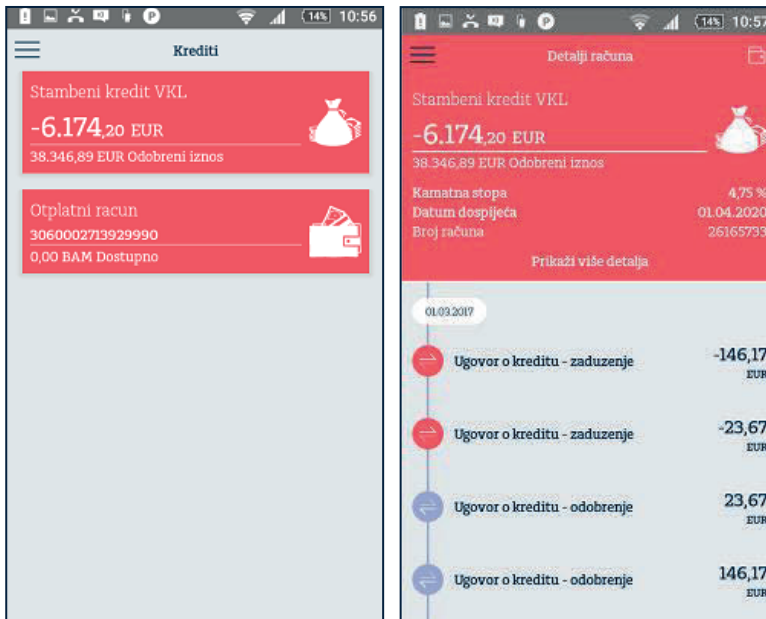 14% 10:56
Krediti
Stambeni kredit VKL
-6.174,20 EUR
38.346,89 EUR Odobreni iznos
Otplatni racun
3060002713929990
0,00 BAM Dostupno
14% 10:57
Detalji računa
Stambeni kredit VKL
-6.174,20 EUR
38.346,89 EUR Odobreni iznos
Kamatna stopa 4,75 %
Datum dospijeća 01.04.2020
Broj računa 26165733
Prikaži više detalja
01.03.2017
Ugovor o kreditu - zaduzenje -146,17
EUR
Ugovor o kreditu - zaduzenje -23,67
EUR
Ugovor o kreditu - odobrenje 23,67
EUR
Ugovor o kreditu - odobrenje 146,17
EUR